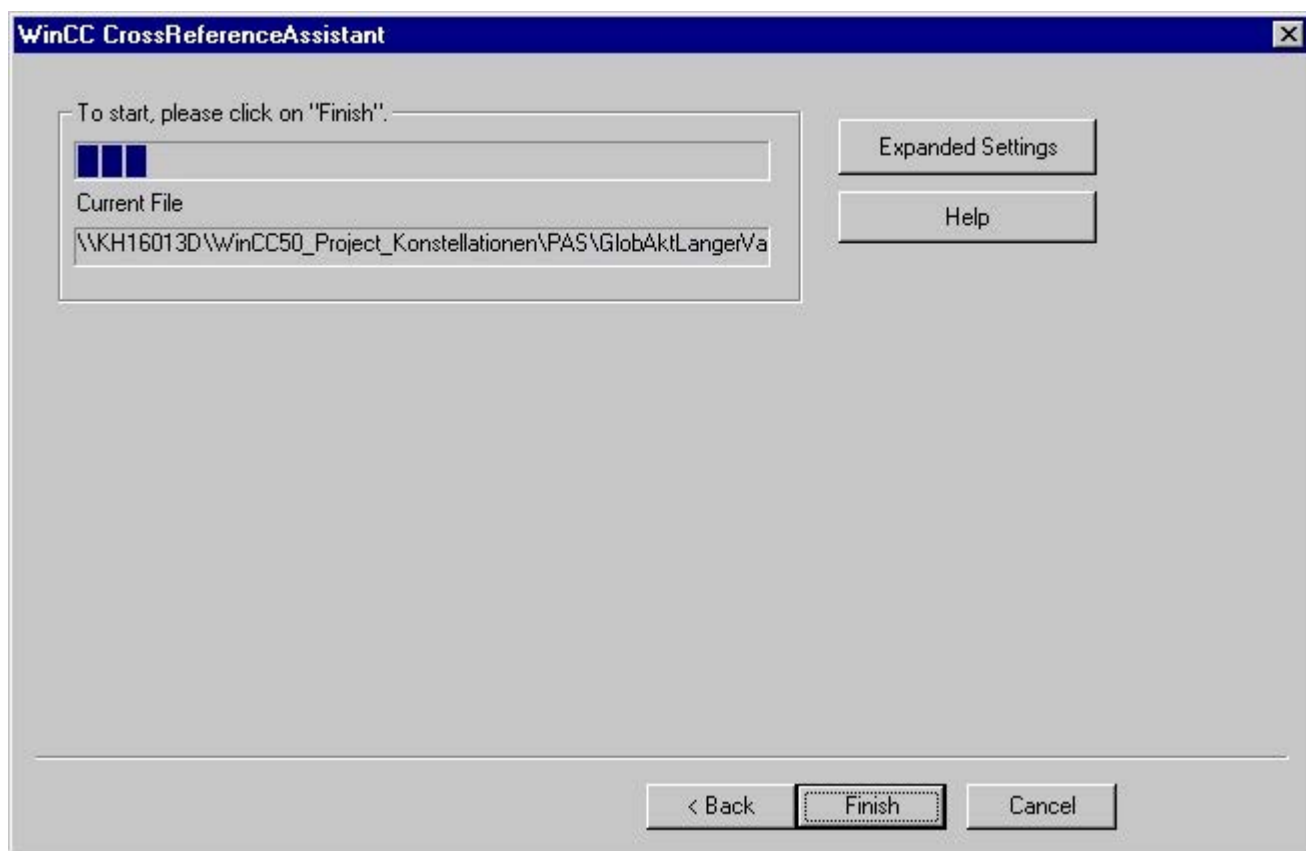 WinCC CrossReferenceAssistant
To start, please click on "Finish".
Expanded Settings
Current File
Help
\\KH16013D\WinCC50_Project_Konstellationen\PAS\GlobAktLangerVa
< Back
Finish
Cancel